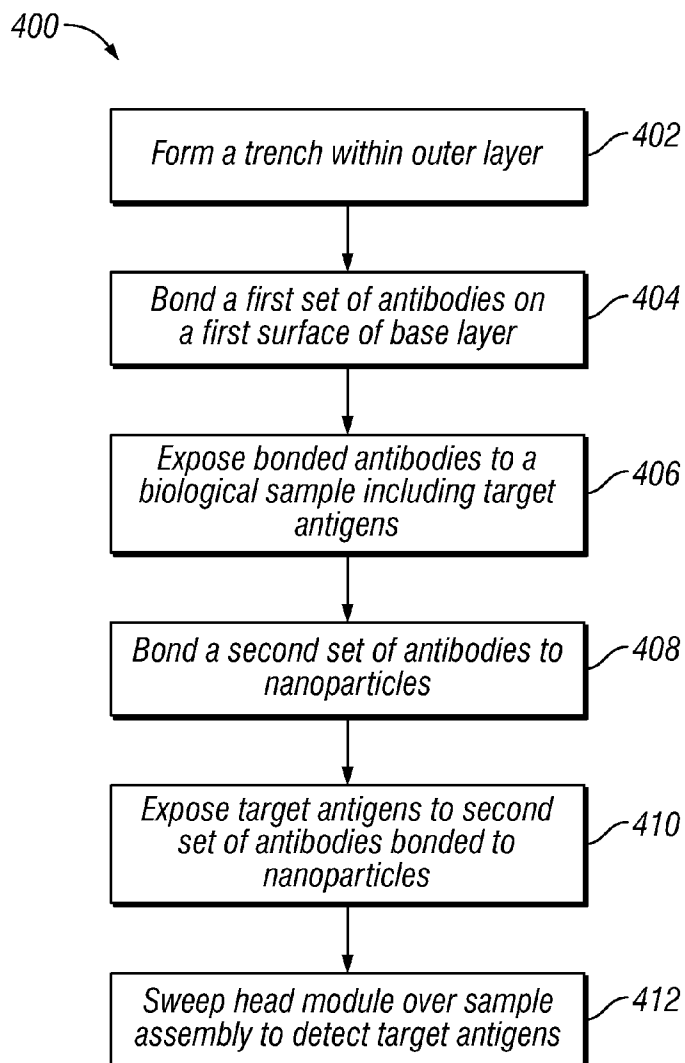 400
Form a trench within outer layer
402
Bond a first set of antibodies on
a first surface of base layer
404
Expose bonded antibodies to a
biological sample including target
antigens
406
Bond a second set of antibodies to
nanoparticles
408
Expose target antigens to second
set of antibodies bonded to
nanoparticles
410
Sweep head module over sample
assembly to detect target antigens
412